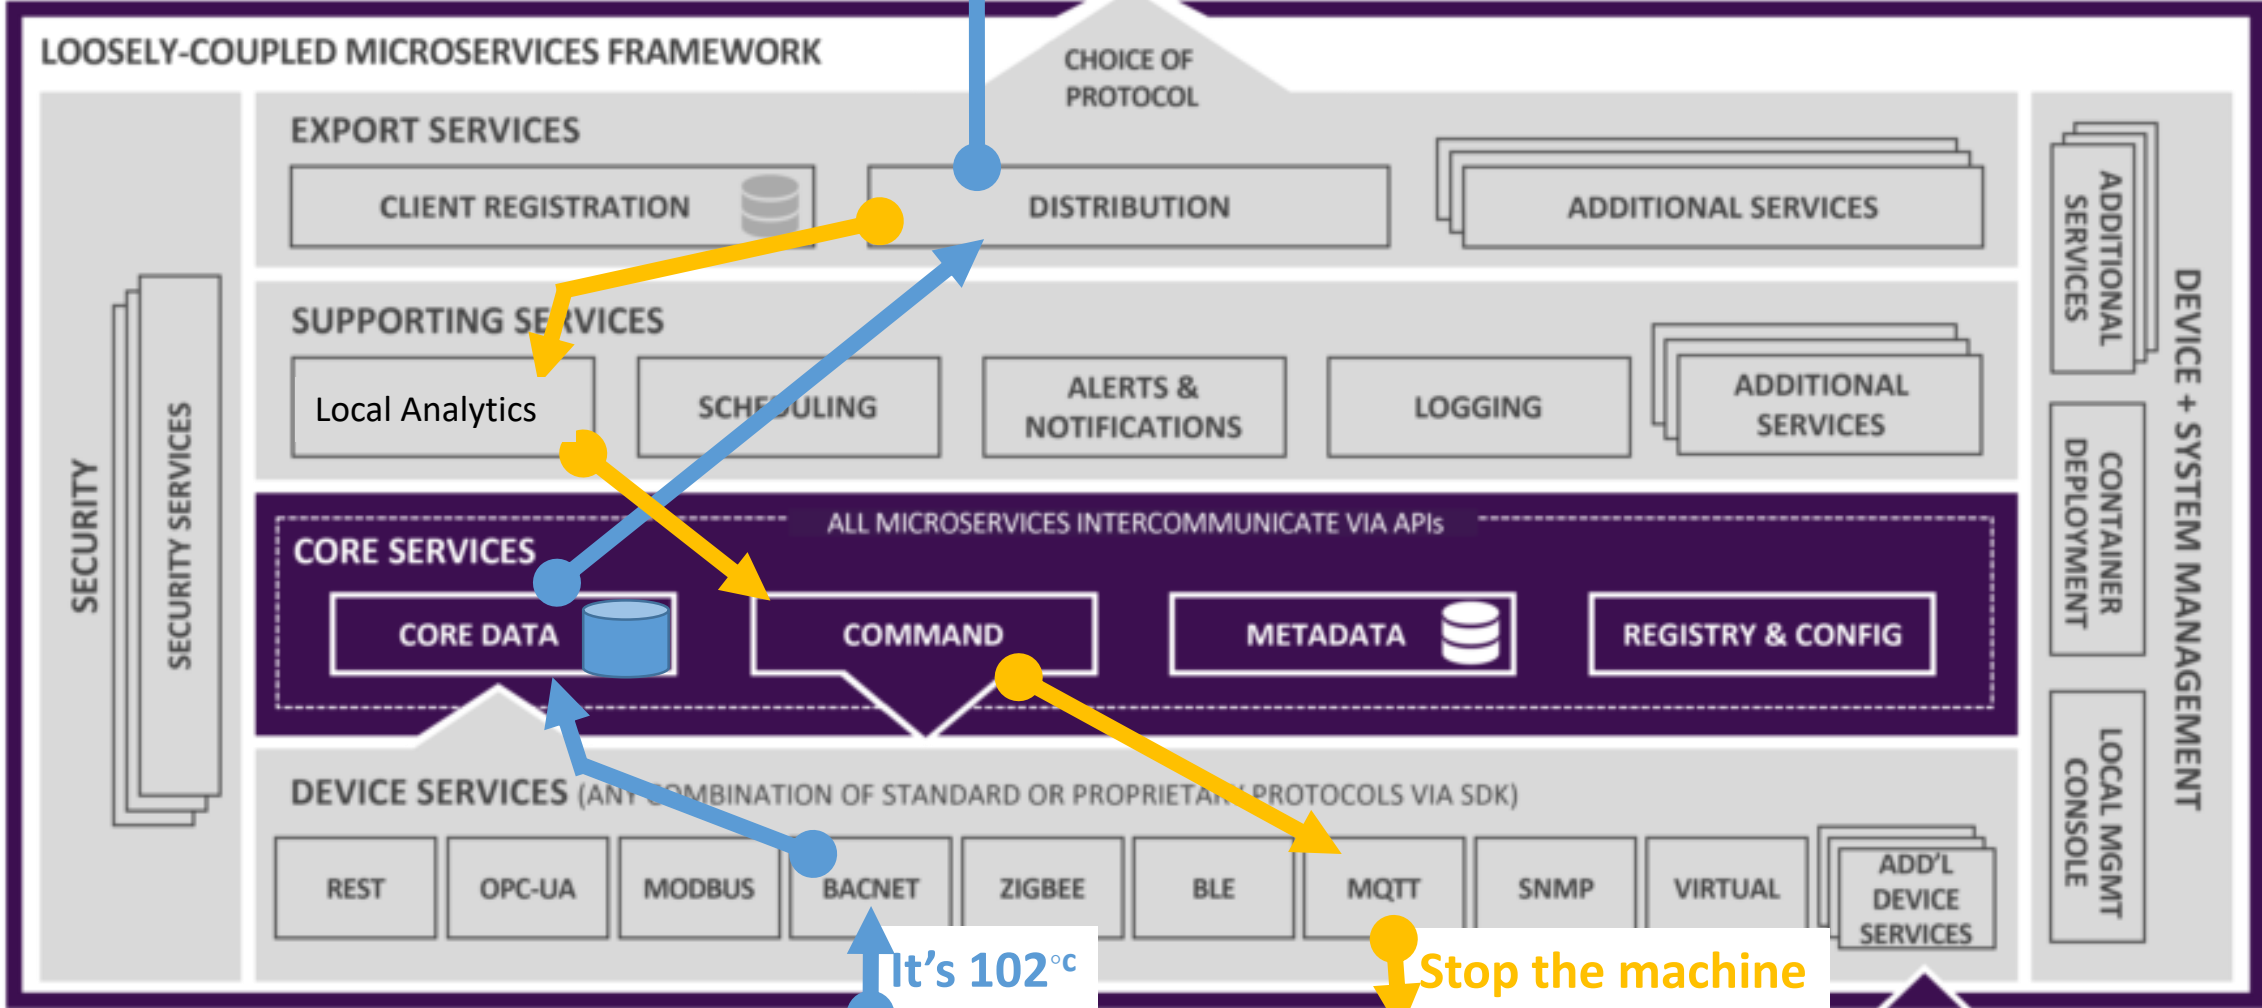 LOOSELY-COUPLED MICROSERVICES FRAMEWORK
CHOICE OF
PROTOCOL
EXPORT SERVICES
CLIENT REGISTRATION
DISTRIBUTION
ADDITIONAL SERVICES
SUPPORTING SERVICES
Local Analytics
SCHEDULING
ALERTS &
NOTIFICATIONS
LOGGING
ADDITIONAL
SERVICES
ALL MICROSERVICES INTERCOMMUNICATE VIA APIs
CORE SERVICES
CORE DATA
COMMAND
METADATA
REGISTRY & CONFIG
DEVICE SERVICES (ANY COMBINATION OF STANDARD OR PROPRIETARY PROTOCOLS VIA SDK)
REST
OPC-UA
MODBUS
BACNET
ZIGBEE
BLE
MQTT
SNMP
VIRTUAL
ADD'L
DEVICE
SERVICES
It’s 102°c
Stop the machine
SECURITY
SECURITY SERVICES
ADDITIONAL
SERVICES
CONTAINER
DEPLOYMENT
LOCAL MGMT
CONSOLE
DEVICE + SYSTEM MANAGEMENT